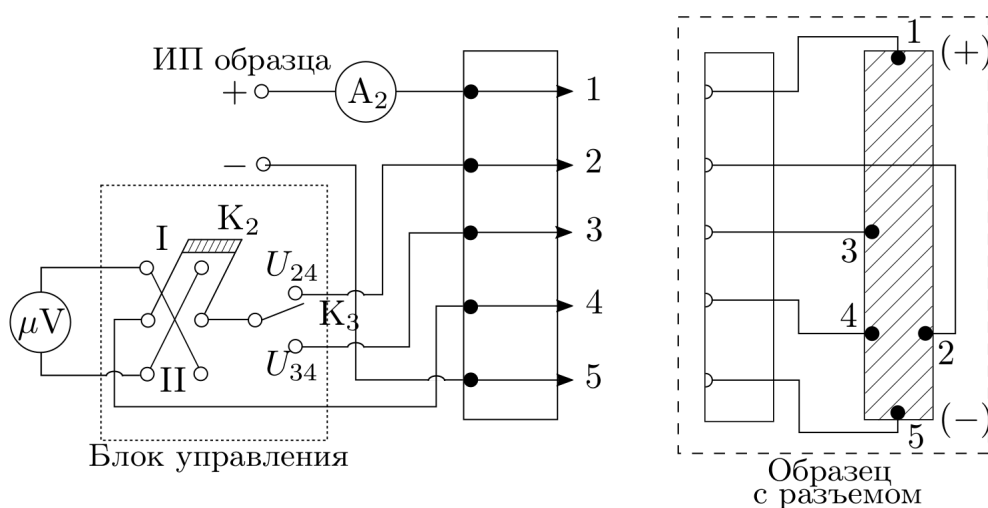 ИП образца
+
A₂
−
1
2
3
4
5
I
K₂
U₂₄
K₃
μV
II
U₃₄
Блок управления
1
(+)
3
4
2
5
(−)
Образец
с разъемом